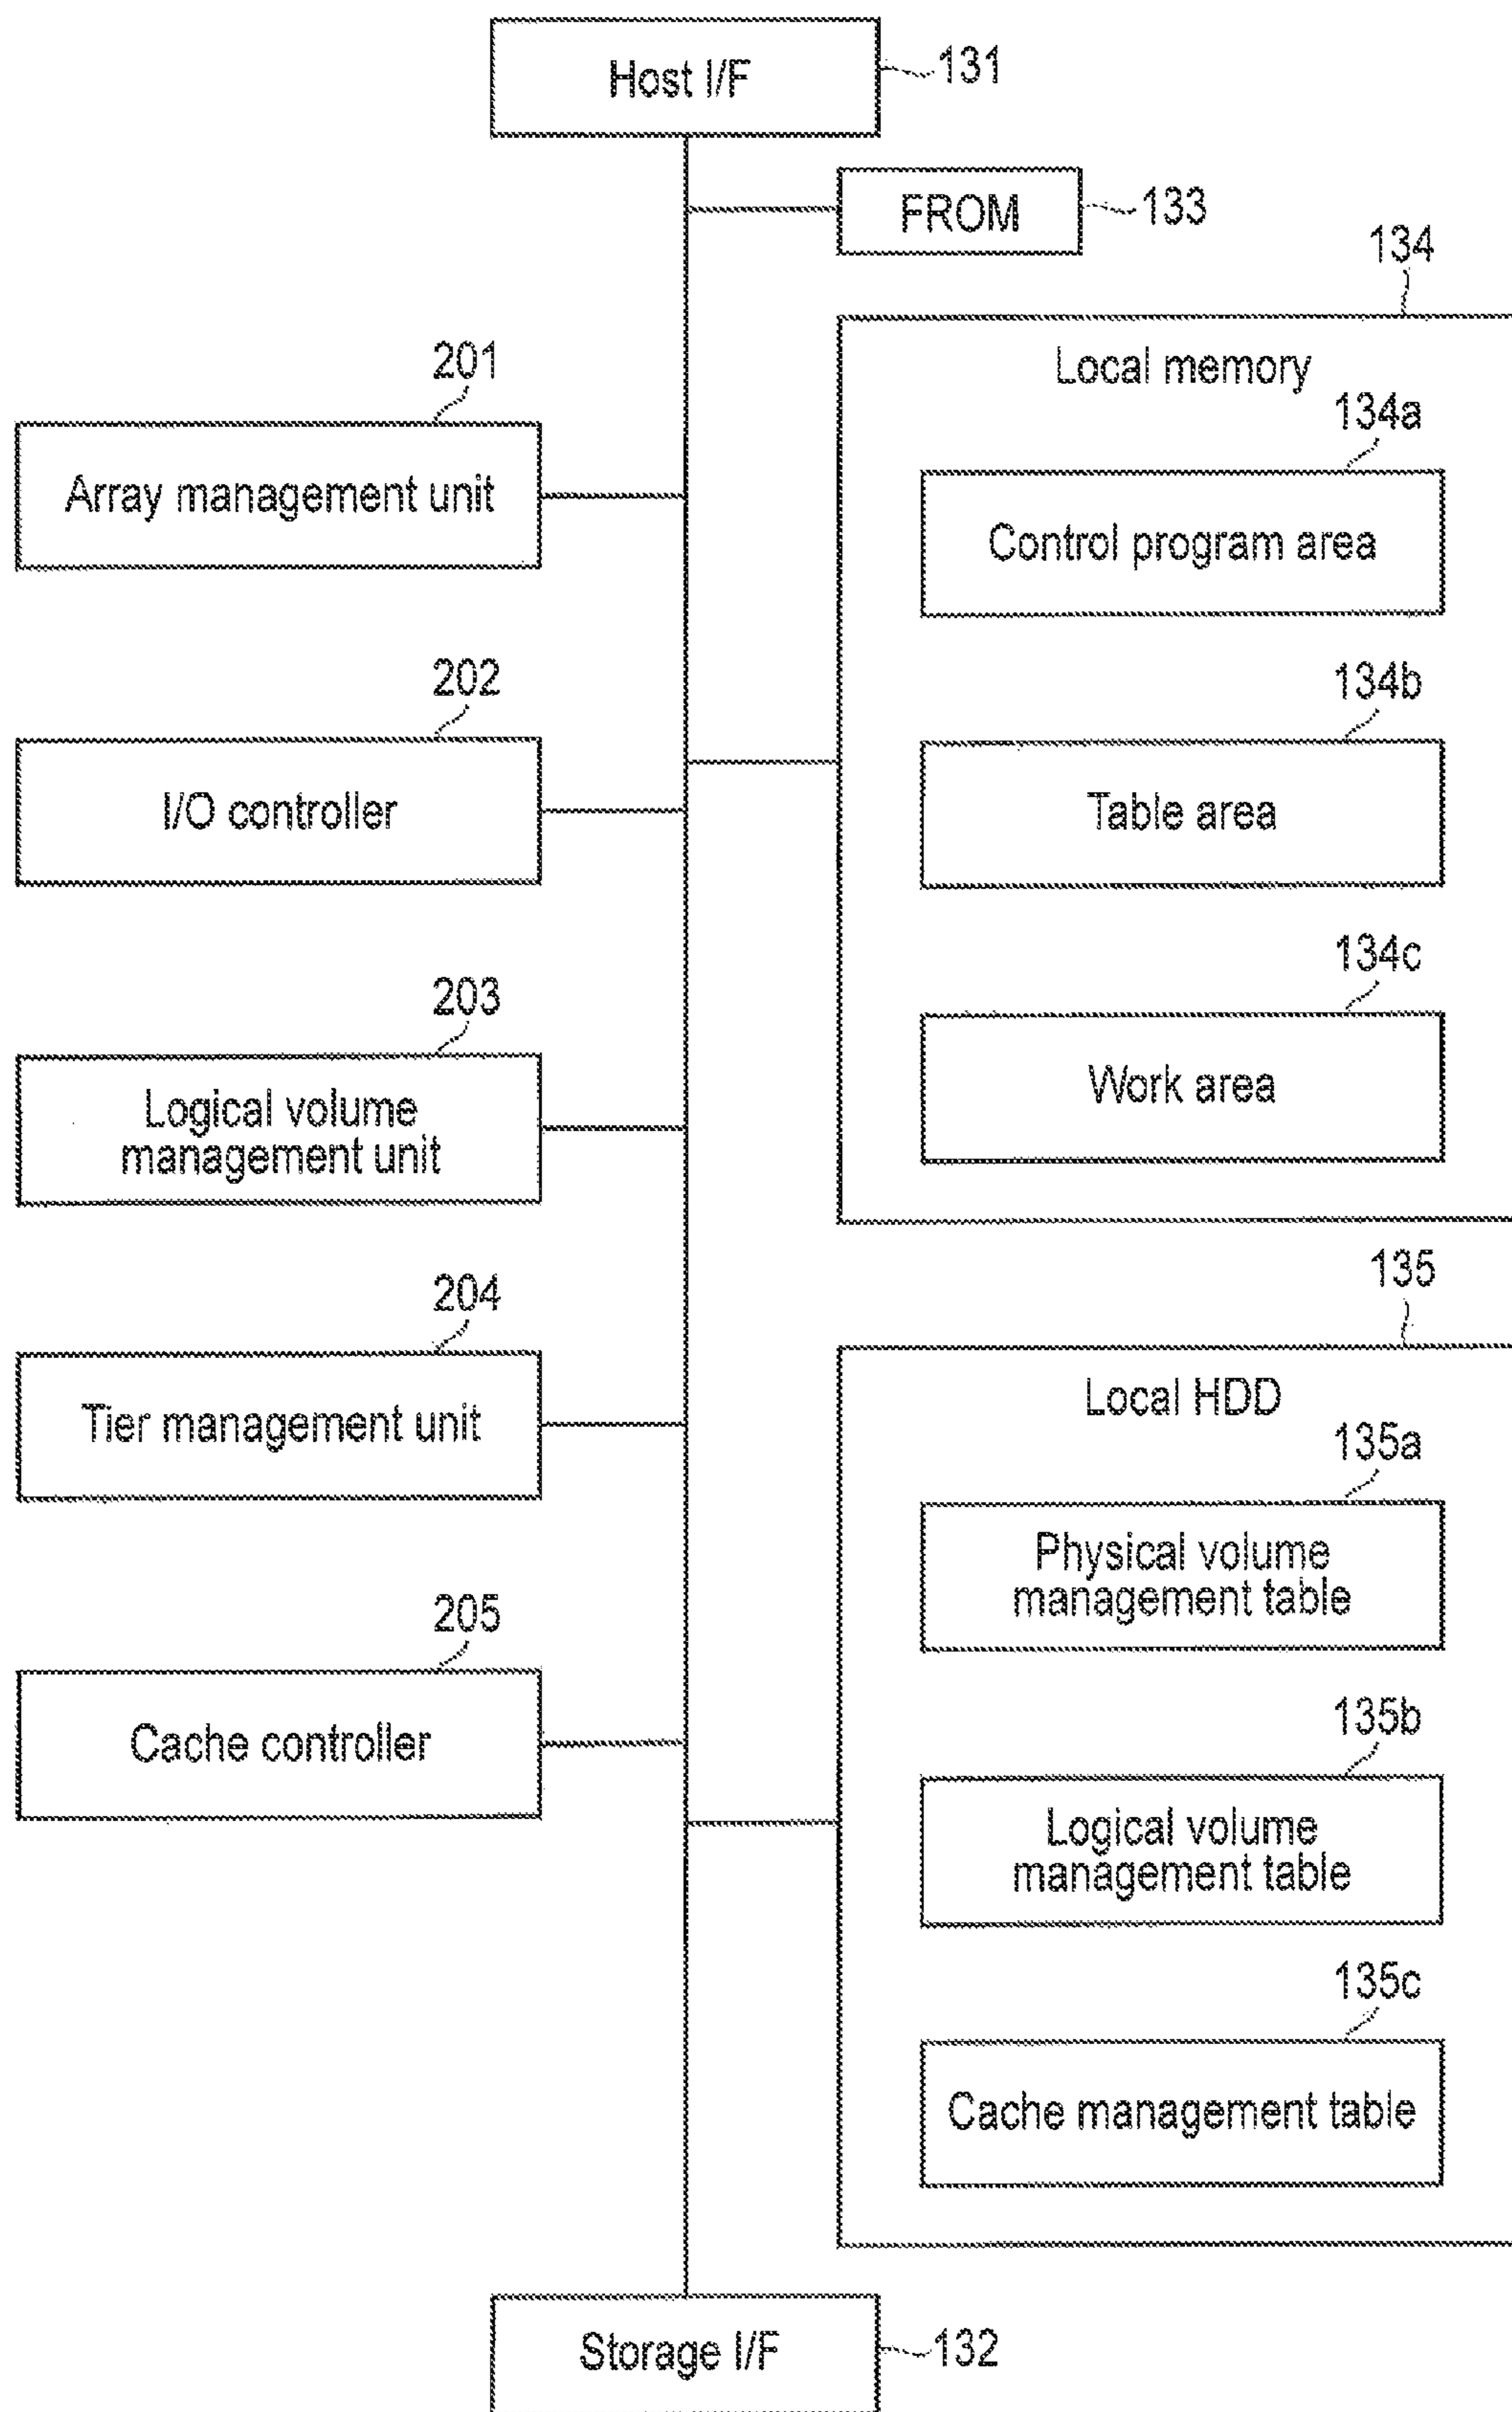 Host I/F
131
FROM
133
134
Local memory
134a
Control program area
134b
Table area
134c
Work area
201
Array management unit
202
I/O controller
203
Logical volume
management unit
204
Tier management unit
205
Cache controller
135
Local HDD
135a
Physical volume
management table
135b
Logical volume
management table
135c
Cache management table
Storage I/F
132